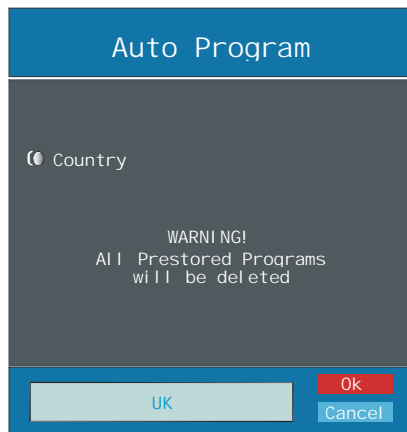 Auto Program
Country
WARNING!
All Prestored Programs
will be deleted
UK
Ok
Cancel